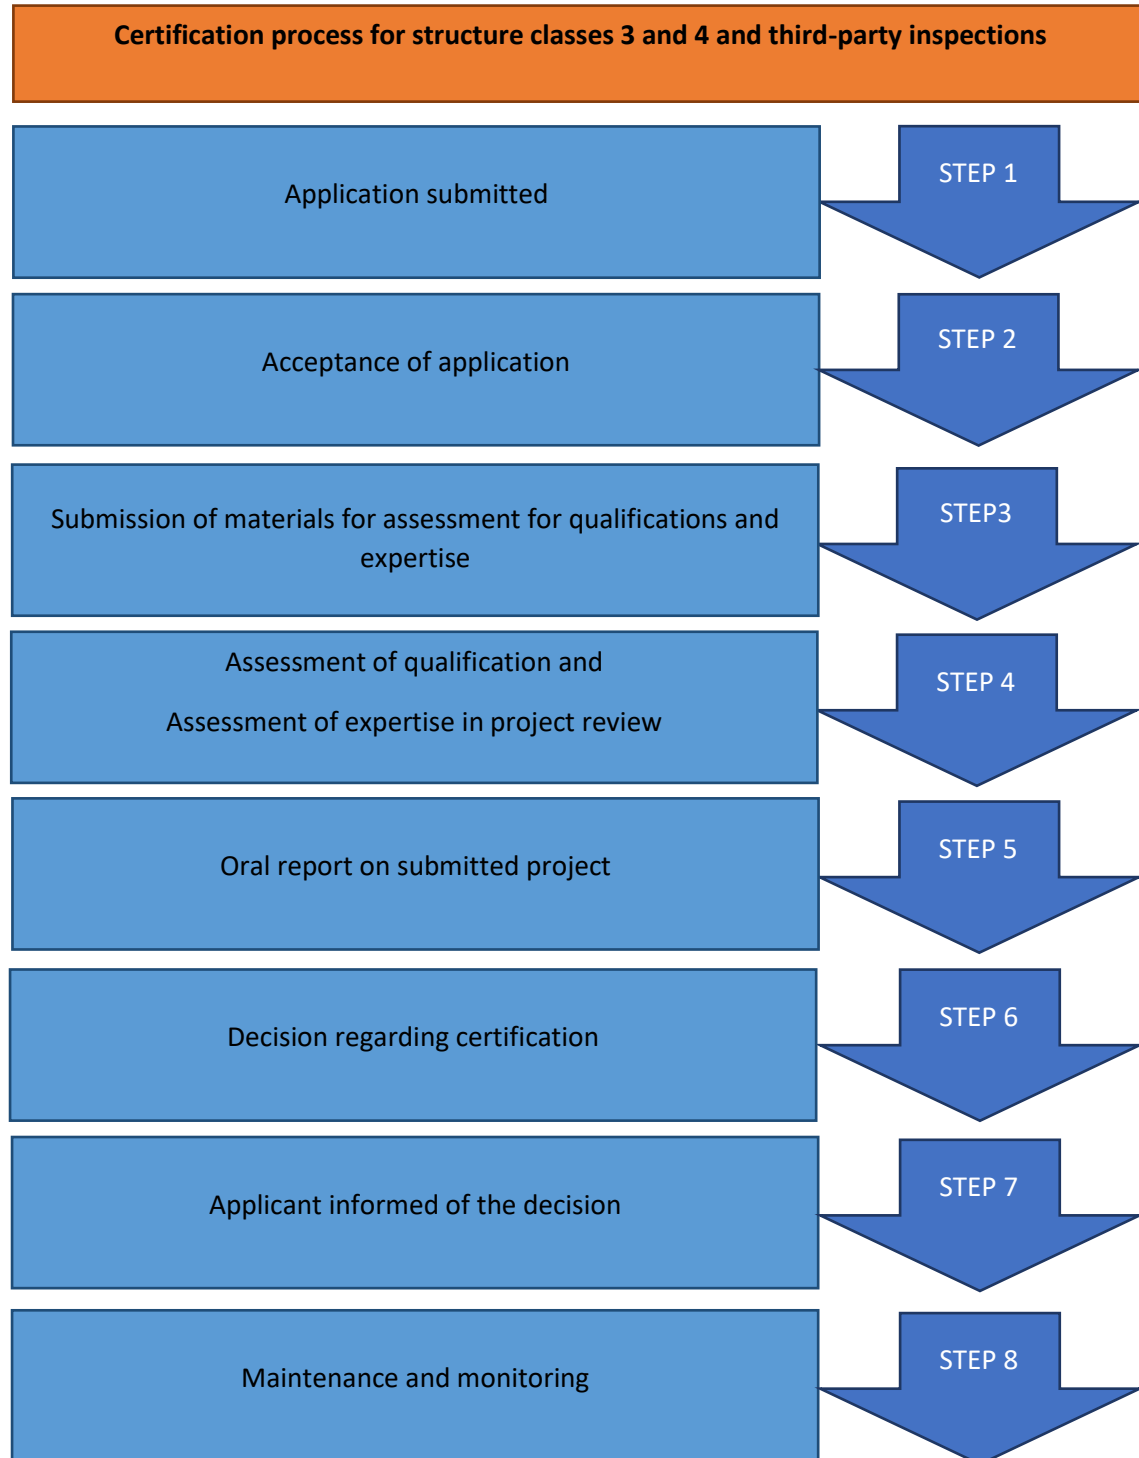 Certification process for structure classes 3 and 4 and third-party inspections
Application submitted
STEP 1
Acceptance of application
STEP 2
Submission of materials for assessment for qualifications and
expertise
STEP3
Assessment of qualification and
Assessment of expertise in project review
STEP 4
Oral report on submitted project
STEP 5
Decision regarding certification
STEP 6
Applicant informed of the decision
STEP 7
Maintenance and monitoring
STEP 8